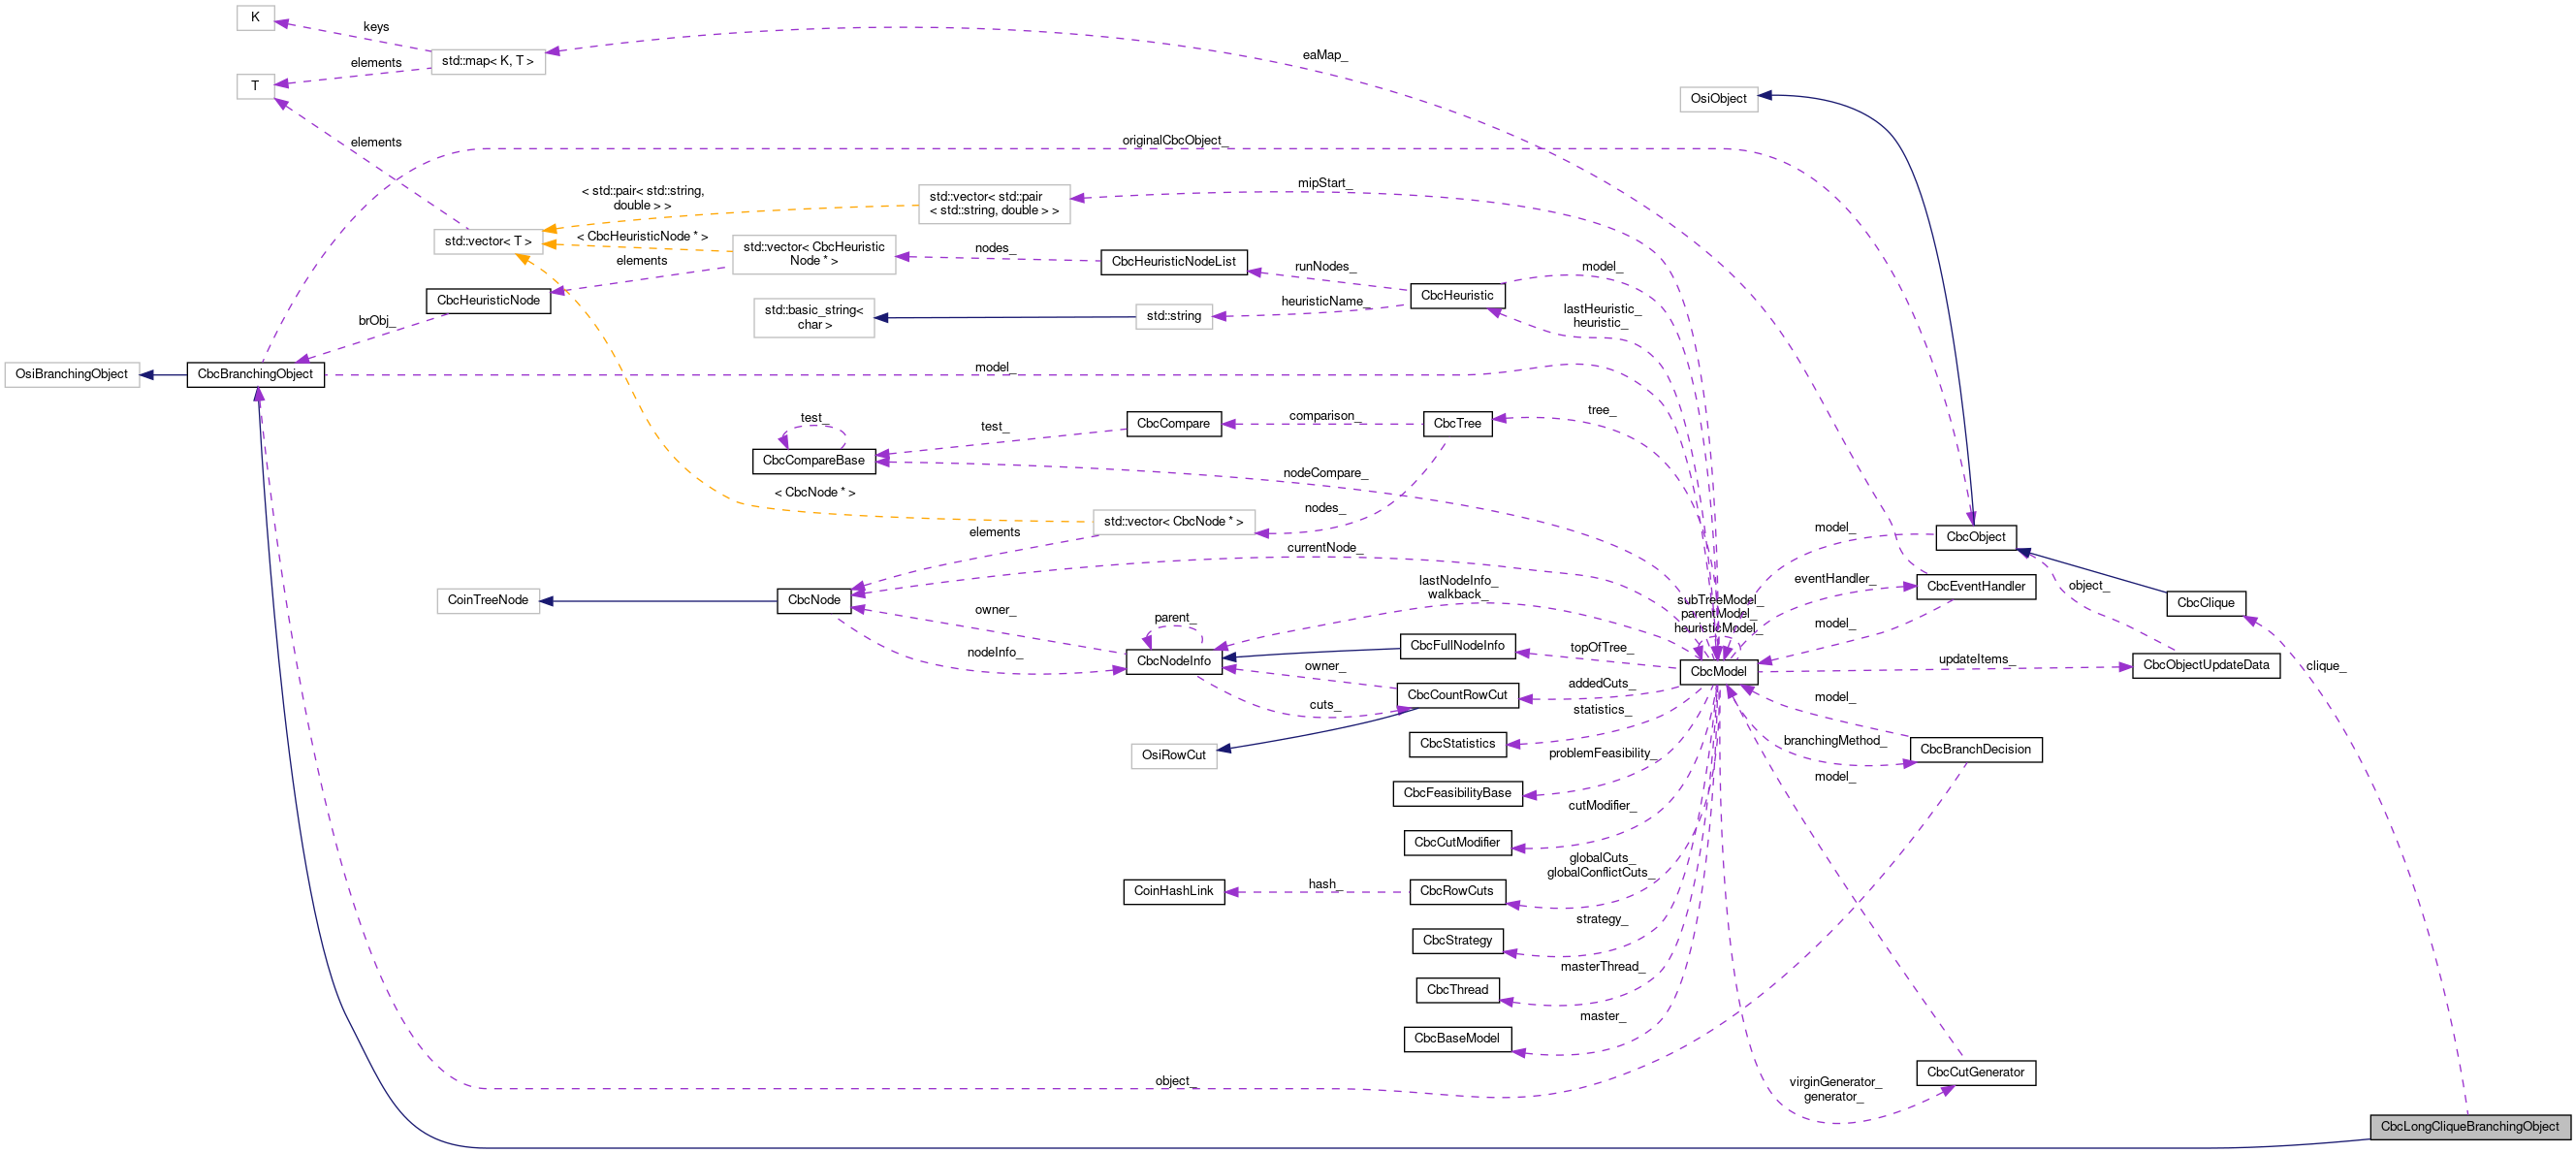 K
keys
eaMap_
std::map< K, T >
elements
T
OsiObject
elements
originalCbcObject_
< std::pair< std::string,
double > >
std::vector< std::pair
< std::string, double > >
mipStart_
std::vector< T >
< CbcHeuristicNode * >
std::vector< CbcHeuristic
Node * >
nodes_
CbcHeuristicNodeList
runNodes_
model_
elements
CbcHeuristicNode
CbcHeuristic
heuristicName_
std::basic_string<
char >
std::string
lastHeuristic_
heuristic_
brObj_
OsiBranchingObject
CbcBranchingObject
model_
test_
CbcCompare
comparison_
CbcTree
tree_
test_
CbcCompareBase
nodeCompare_
< CbcNode * >
nodes_
std::vector< CbcNode * >
elements
currentNode_
model_
CbcObject
CoinTreeNode
CbcNode
owner_
lastNodeInfo_
walkback_
subTreeModel_
parentModel_
heuristicModel_
eventHandler_
CbcEventHandler
object_
CbcClique
parent_
model_
nodeInfo_
CbcNodeInfo
CbcFullNodeInfo
topOfTree_
owner_
CbcModel
updateItems_
CbcObjectUpdateData
clique_
cuts_
CbcCountRowCut
addedCuts_
model_
statistics_
OsiRowCut
CbcStatistics
branchingMethod_
CbcBranchDecision
problemFeasibility_
model_
CbcFeasibilityBase
cutModifier_
CbcCutModifier
globalCuts_
globalConflictCuts_
CoinHashLink
hash_
CbcRowCuts
strategy_
CbcStrategy
masterThread_
CbcThread
master_
CbcBaseModel
object_
virginGenerator_
generator_
CbcCutGenerator
CbcLongCliqueBranchingObject